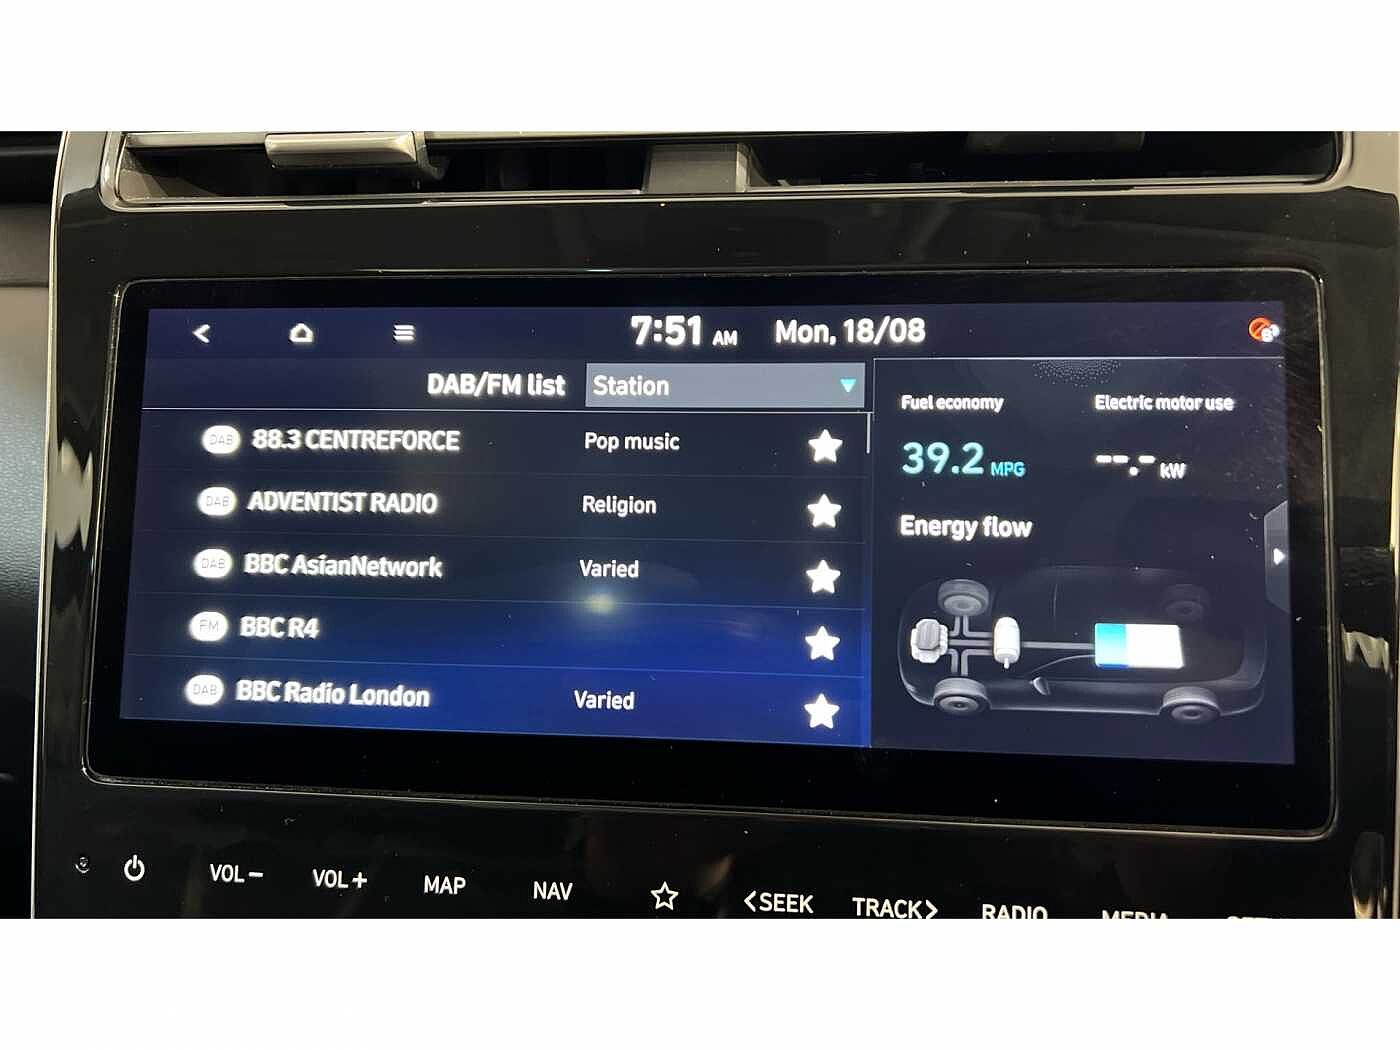 7:51 AM Mon, 18/08
DAB/FM list Station
DAB 88.3 CENTREFORCE Pop music
DAB ADVENTIST RADIO Religion
DAB BBC AsianNetwork Varied
FM BBC R4
DAB BBC Radio London Varied
Fuel economy Electric motor use
39.2 MPG --.- kW
Energy flow
VOL− VOL+ MAP NAV <SEEK TRACK> RADIO MEDIA